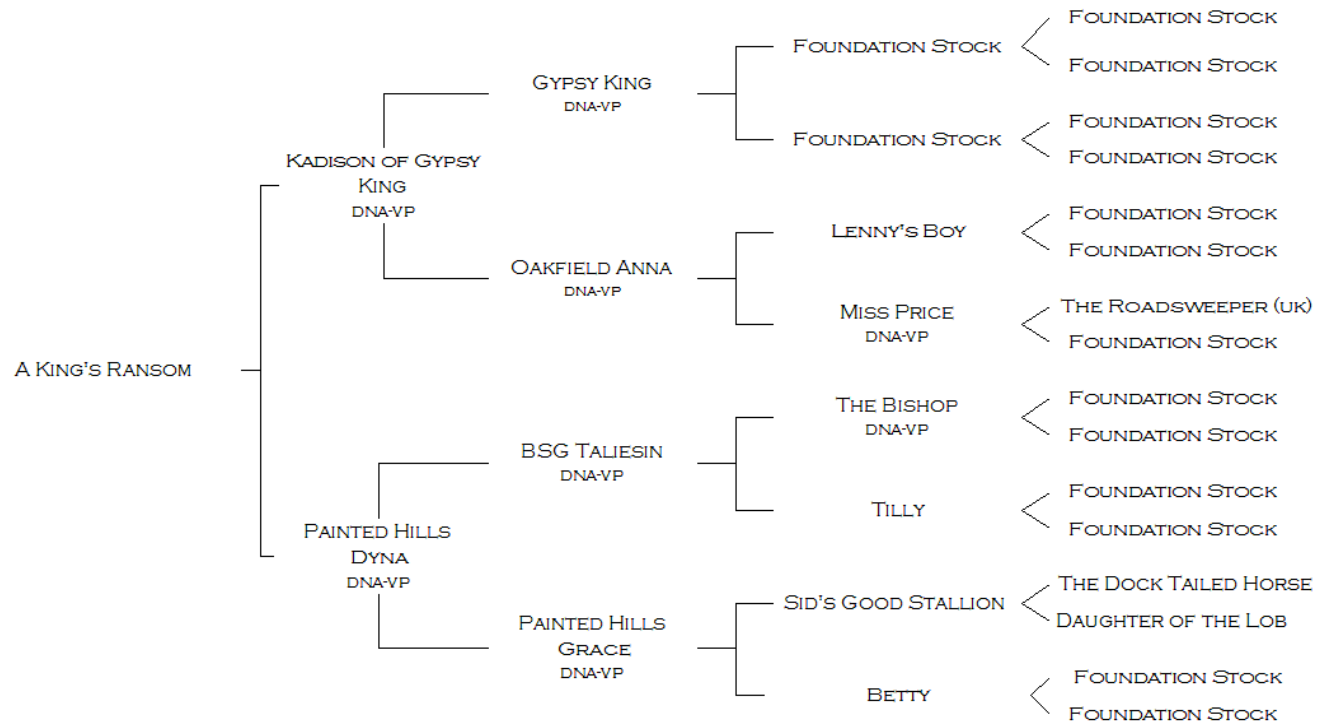 Foundation Stock
Foundation Stock
Foundation Stock
Gypsy King
DNA-VP
Foundation Stock
Foundation Stock
Foundation Stock
Kadison of Gypsy
King
DNA-VP
Foundation Stock
Lenny's Boy
Foundation Stock
Oakfield Anna
DNA-VP
The Roadsweeper (UK)
Miss Price
DNA-VP
Foundation Stock
A King's Ransom
Foundation Stock
The Bishop
DNA-VP
Foundation Stock
BSG Taliesin
DNA-VP
Foundation Stock
Tilly
Foundation Stock
Painted Hills
Dyna
DNA-VP
The Dock Tailed Horse
Sid's Good Stallion
Daughter of the Lob
Painted Hills
Grace
DNA-VP
Foundation Stock
Betty
Foundation Stock